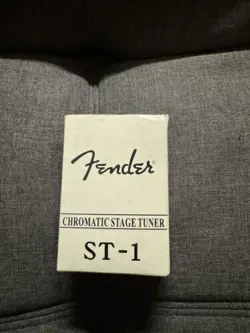 Fender
CHROMATIC STAGE TUNER
ST-1